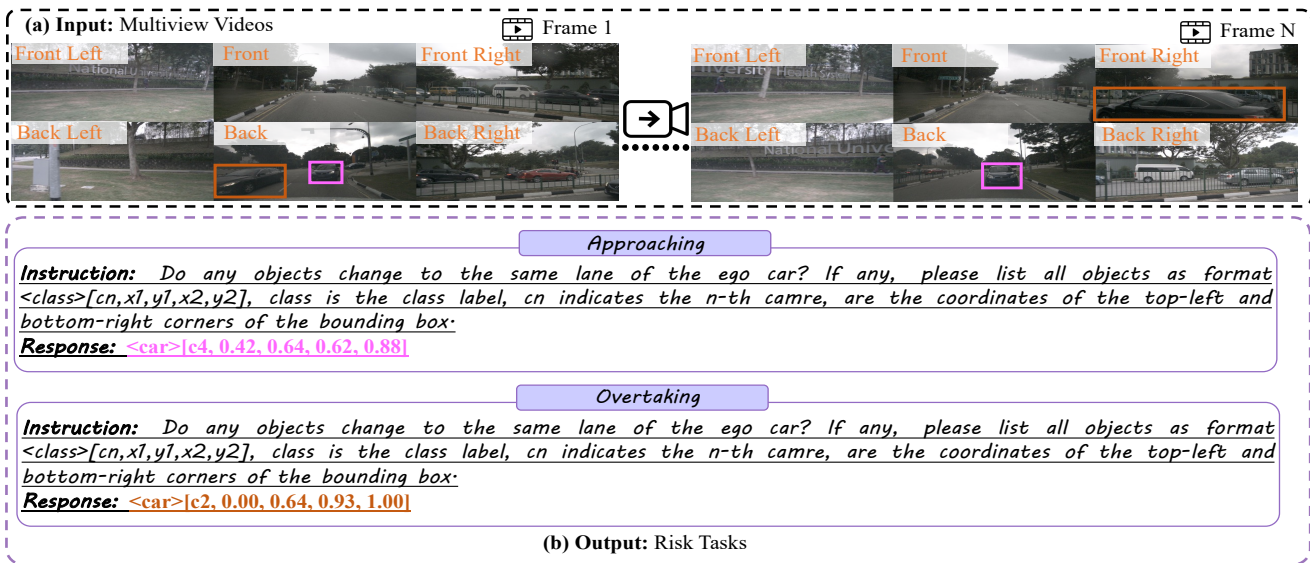 (a) Input: Multiview Videos
Frame 1
Frame N
Front Left
Front
Front Right
Front Left
Front
Front Right
National Univ
niversity Health Sys
Back Left
Back
Back Right
Back Left
Back
Back Right
National Unive
Approaching
Instruction: Do any objects change to the same lane of the ego car? If any, please list all objects as format
<class>[cn,x1,y1,x2,y2], class is the class label, cn indicates the n-th camre, are the coordinates of the top-left and
bottom-right corners of the bounding box.
Response: <car>[c4, 0.42, 0.64, 0.62, 0.88]
Overtaking
Instruction: Do any objects change to the same lane of the ego car? If any, please list all objects as format
<class>[cn,x1,y1,x2,y2], class is the class label, cn indicates the n-th camre, are the coordinates of the top-left and
bottom-right corners of the bounding box.
Response: <car>[c2, 0.00, 0.64, 0.93, 1.00]
(b) Output: Risk Tasks